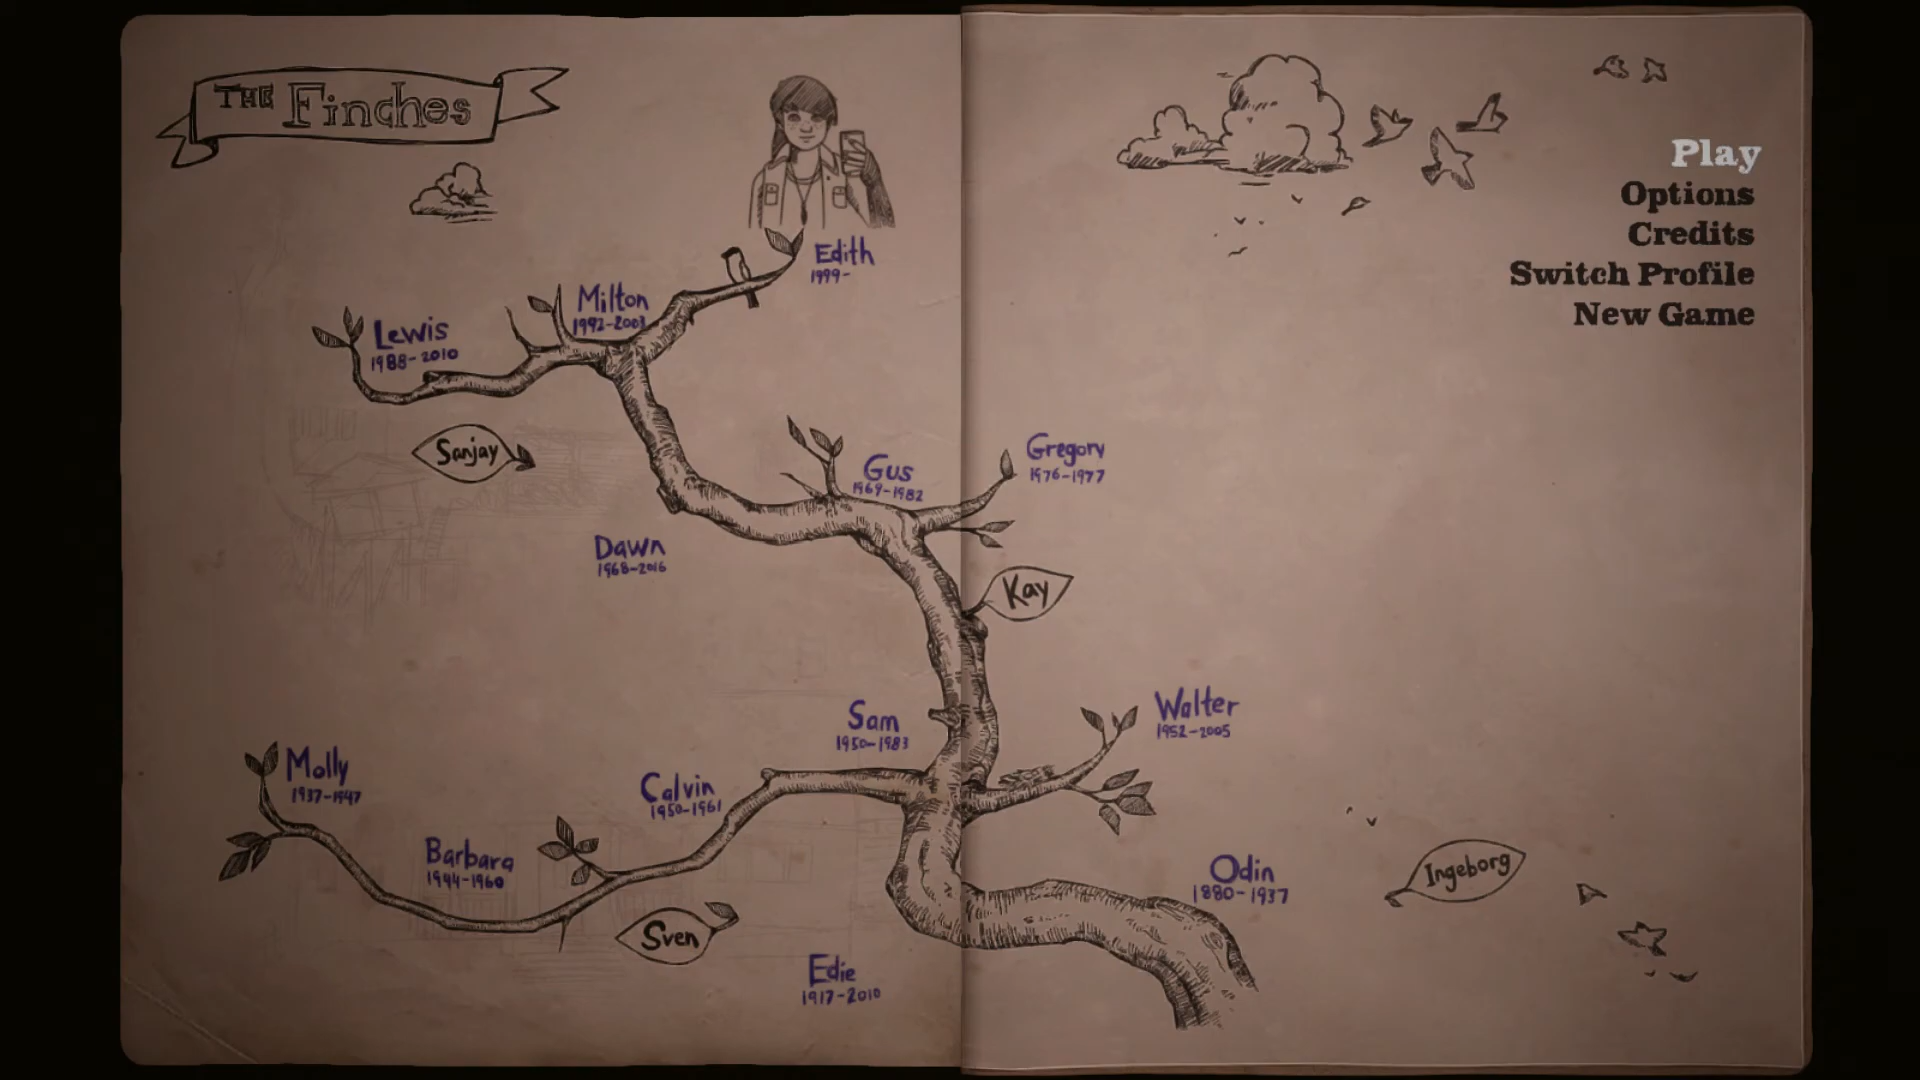 THE Finches
Play
Options
Credits
Switch Profile
New Game
Edith
1999-
Milton
1992-2003
Lewis
1988-2010
Sanjay
Gus
1969-1982
Gregory
1976-1977
Dawn
1968-2016
Kay
Sam
1950-1983
Walter
1952-2005
Molly
1937-1947
Calvin
1950-1961
Barbara
1944-1960
Sven
Odin
1880-1937
Ingeborg
Edie
1917-2010